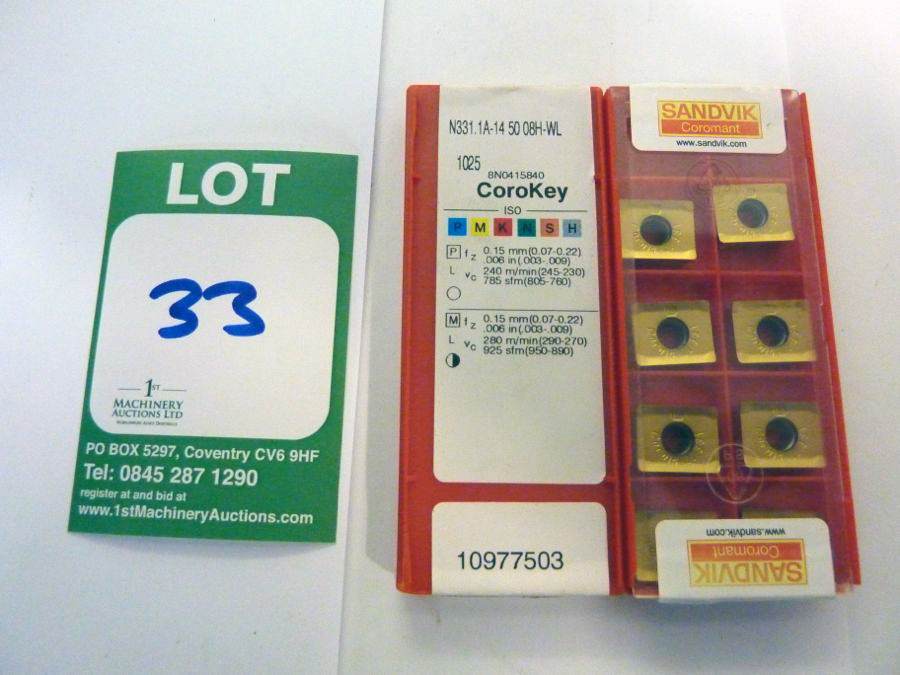 LOT
33
1ST
MACHINERY
AUCTIONS LTD
PO BOX 5297, Coventry CV6 9HF
Tel: 0845 287 1290
register at and bid at
www.1stMachineryAuctions.com
N331.1A-14 50 08H-WL
1025
8N0415840
CoroKey
ISO
P M K N S H
P fz 0.15 mm(0.07-0.22)
.006 in(.003-.009)
L vc 240 m/min(245-230)
785 sfm(805-760)
M fz 0.15 mm(0.07-0.22)
.006 in(.003-.009)
L vc 280 m/min(290-270)
925 sfm(950-890)
10977503
SANDVIK
Coromant
www.sandvik.com
www.sandvik.com
Coromant
SANDVIK